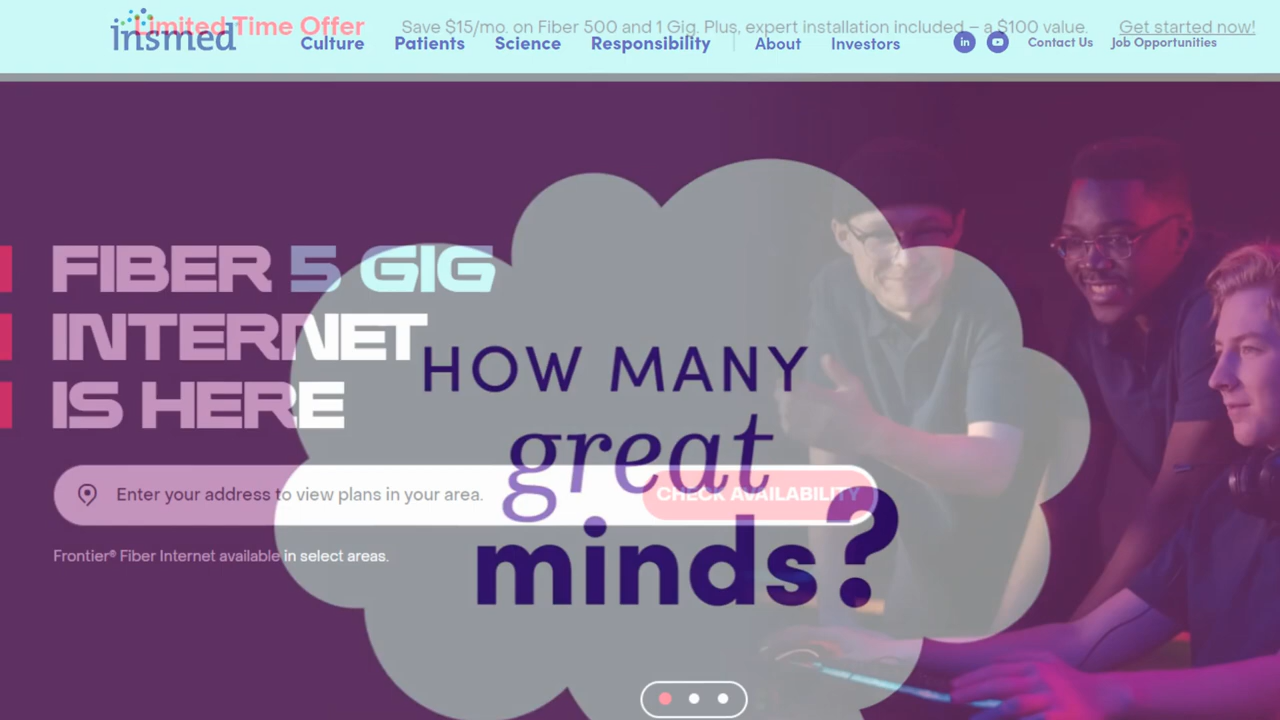 Limited Time Offer Save $15/mo. on Fiber 500 and 1 Gig. Plus, expert installation included – a $100 value. Get started now!
insmed Culture Patients Science Responsibility About Investors in Contact Us Job Opportunities
FIBER 5 GIG
INTERNET
IS HERE
HOW MANY
great
minds?
Enter your address to view plans in your area. CHECK AVAILABILITY
Frontier® Fiber Internet available in select areas.